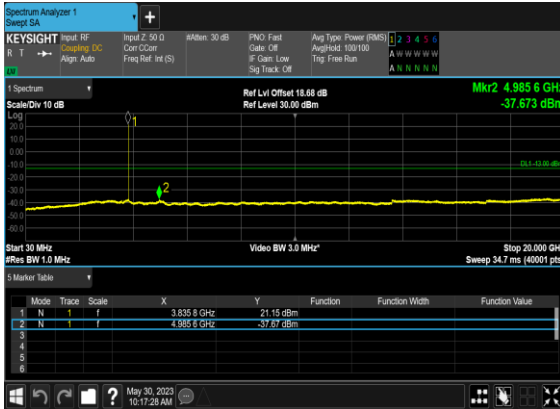 Spectrum Analyzer 1
Swept SA
+
KEYSIGHT
R T
LV
Input: RF
Coupling: DC
Align: Auto
Input Z: 50 Ω
Corr CCorr
Freq Ref: Int (S)
#Atten: 30 dB
PNO: Fast
Gate: Off
IF Gain: Low
Sig Track: Off
Avg Type: Power (RMS)
Avg|Hold: 100/100
Trig: Free Run
1 2 3 4 5 6
A W W W W W
A N N N N N
1 Spectrum
Scale/Div 10 dB
Ref Lvl Offset 18.68 dB
Ref Level 30.00 dBm
Mkr2 4.985 6 GHz
-37.673 dBm
Log
20.0
10.0
0.00
-10.0
-20.0
-30.0
-40.0
-50.0
-60.0
1
2
DL1 -13.00 dBm
Start 30 MHz
#Res BW 1.0 MHz
Video BW 3.0 MHz*
Stop 20.000 GH
Sweep 34.7 ms (40001 pts
5 Marker Table
Mode Trace Scale X Y Function Function Width Function Value
1 N 1 f 3.835 8 GHz 21.15 dBm
2 N 1 f 4.985 6 GHz -37.67 dBm
3
4
5
6
?
May 30, 2023
10:17:28 AM